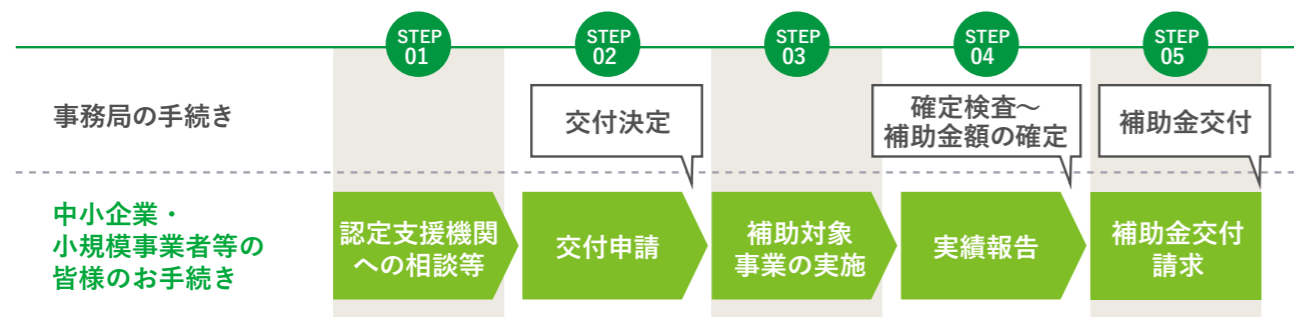 STEP
01
STEP
02
STEP
03
STEP
04
STEP
05
事務局の手続き
交付決定
確定検査～
補助金額の確定
補助金交付
中小企業・
小規模事業者等の
皆様のお手続き
認定支援機関
への相談等
交付申請
補助対象
事業の実施
実績報告
補助金交付
請求